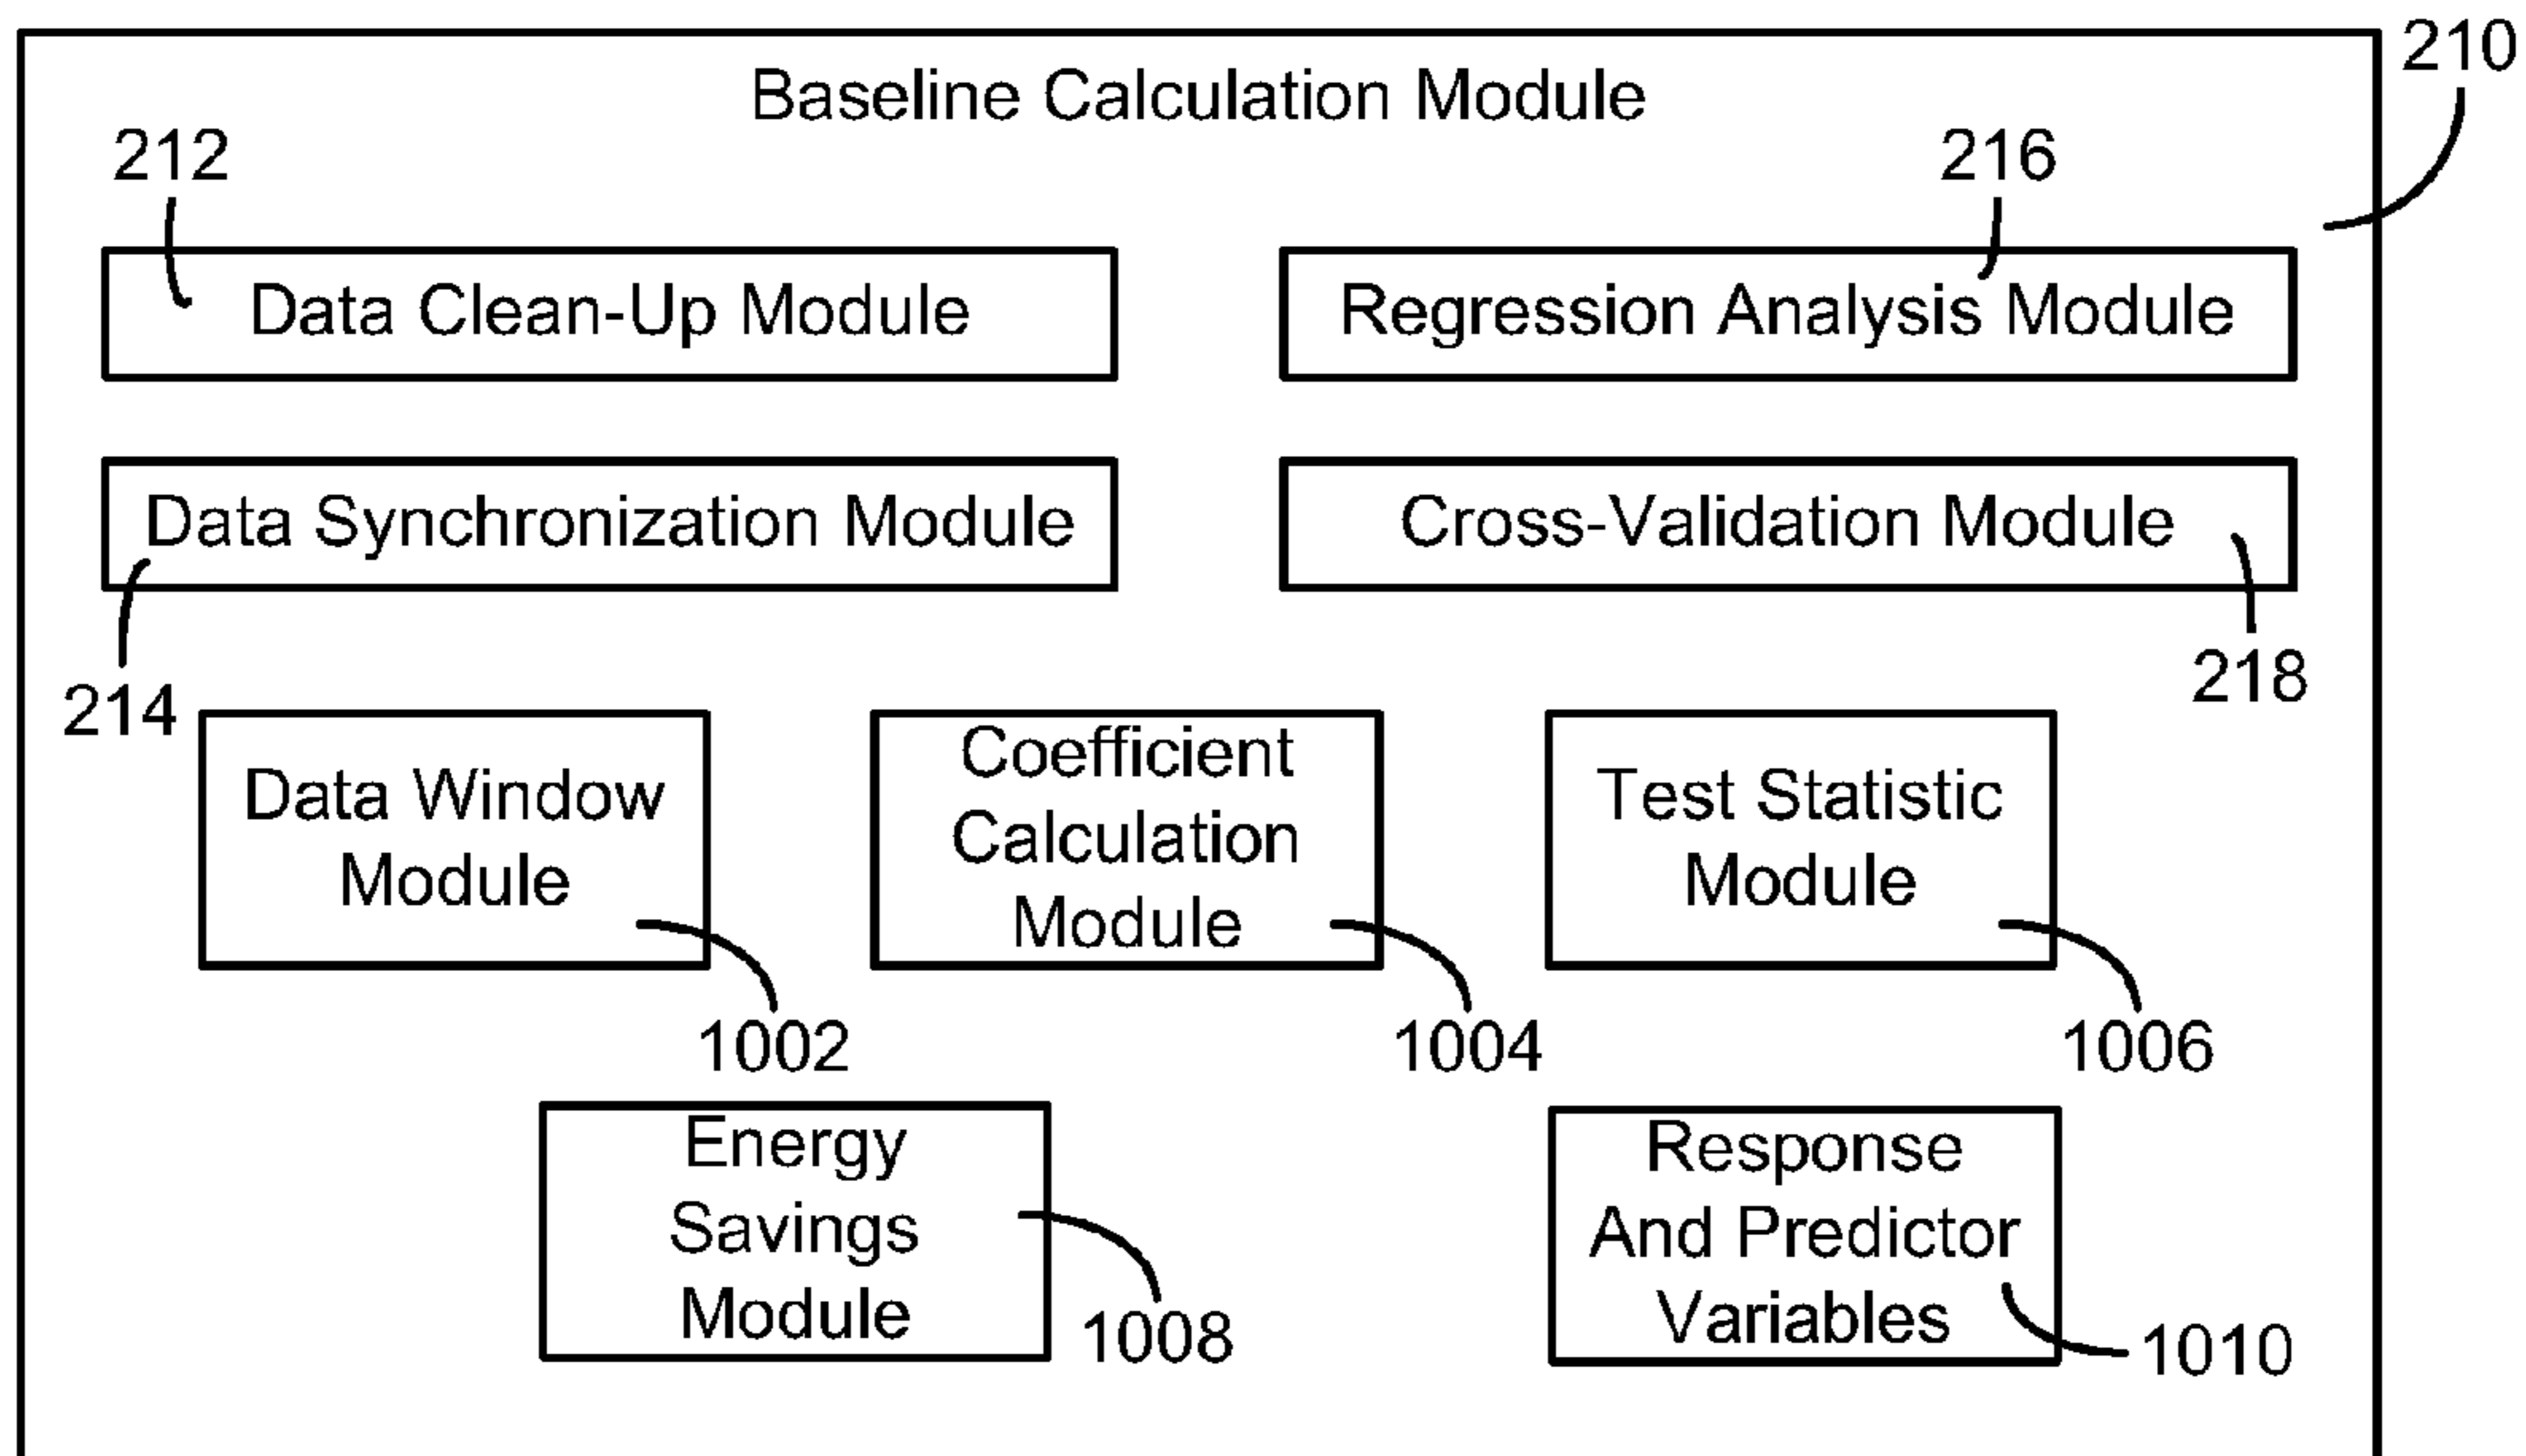 210
Baseline Calculation Module
212
216
Data Clean-Up Module
Regression Analysis Module
Data Synchronization Module
Cross-Validation Module
214
218
Data Window
Module
1002
Coefficient
Calculation
Module
1004
Test Statistic
Module
1006
Energy
Savings
Module
1008
Response
And Predictor
Variables
1010